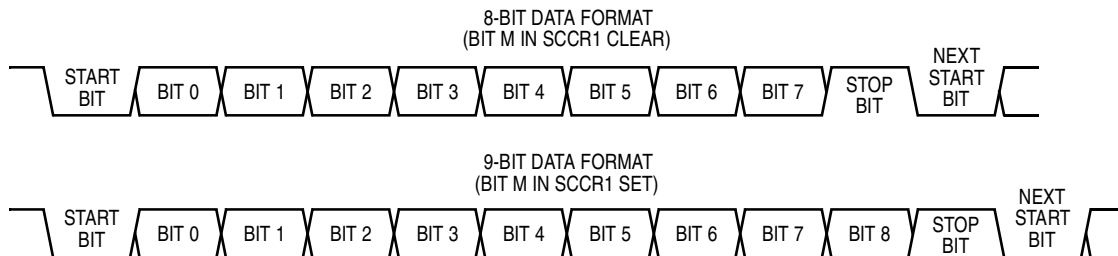 8-BIT DATA FORMAT
(BIT M IN SCCR1 CLEAR)
START BIT
BIT 0
BIT 1
BIT 2
BIT 3
BIT 4
BIT 5
BIT 6
BIT 7
STOP BIT
NEXT START BIT
9-BIT DATA FORMAT
(BIT M IN SCCR1 SET)
START BIT
BIT 0
BIT 1
BIT 2
BIT 3
BIT 4
BIT 5
BIT 6
BIT 7
BIT 8
STOP BIT
NEXT START BIT